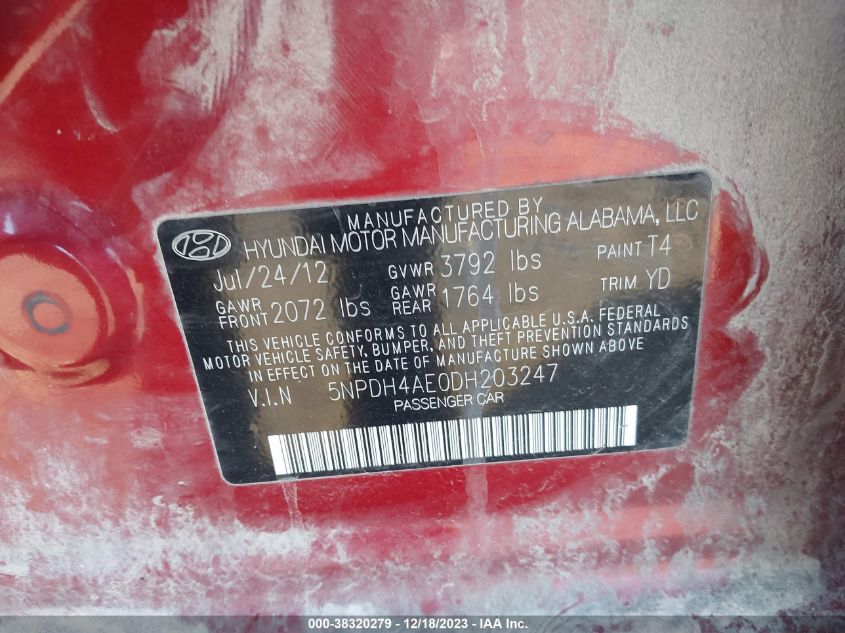 MANUFACTURED BY
HYUNDAI MOTOR MANUFACTURING ALABAMA, LLC
Jul/24/12 GVWR 3792 lbs PAINT T4
GAWR FRONT 2072 lbs GAWR REAR 1764 lbs TRIM YD
THIS VEHICLE CONFORMS TO ALL APPLICABLE U.S.A. FEDERAL
MOTOR VEHICLE SAFETY, BUMPER, AND THEFT PREVENTION STANDARDS
IN EFFECT ON THE DATE OF MANUFACTURE SHOWN ABOVE
V.I.N 5NPDH4AE0DH203247
PASSENGER CAR
000-38320279 - 12/18/2023 - © IAA Inc.